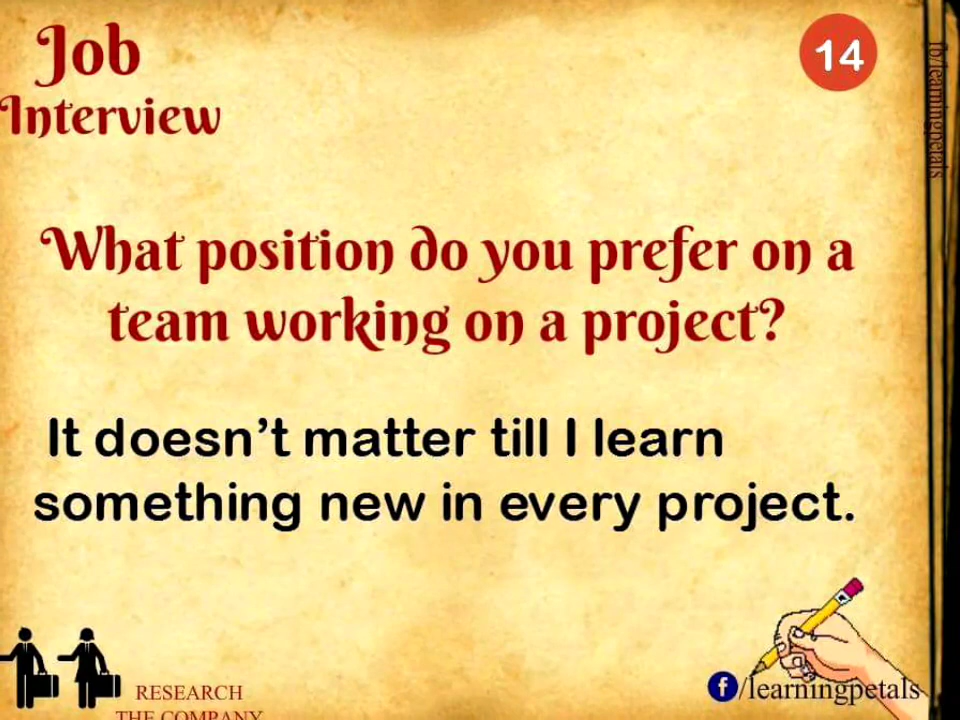 Job
Interview
14
fb/learningpetals
What position do you prefer on a
team working on a project?
It doesn't matter till I learn
something new in every project.
RESEARCH
THE COMPANY
f/learningpetals